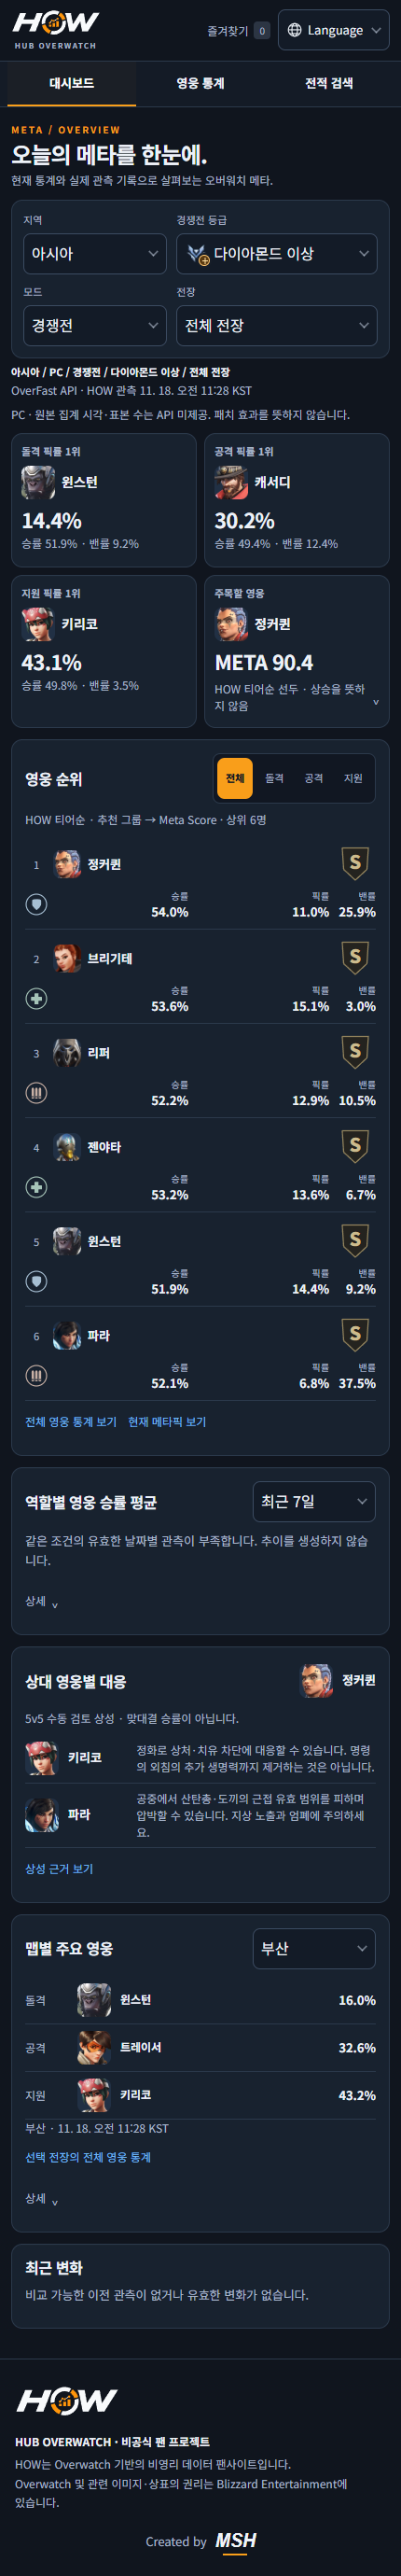 HOW
HUB OVERWATCH
즐겨찾기 0
Language
대시보드 영웅 통계 전적 검색
META / OVERVIEW
오늘의 메타를 한눈에.
현재 통계와 실제 관측 기록으로 살펴보는 오버워치 메타.
지역 경쟁전 등급
아시아 다이아몬드 이상
모드 전장
경쟁전 전체 전장
아시아 / PC / 경쟁전 / 다이아몬드 이상 / 전체 전장
OverFast API · HOW 관측 11. 18. 오전 11:28 KST
PC · 원본 집계 시각·표본 수는 API 미제공. 패치 효과를 뜻하지 않습니다.
돌격 픽률 1위
윈스턴
14.4%
승률 51.9% · 밴률 9.2%
공격 픽률 1위
캐서디
30.2%
승률 49.4% · 밴률 12.4%
지원 픽률 1위
키리코
43.1%
승률 49.8% · 밴률 3.5%
주목할 영웅
정커퀸
META 90.4
HOW 티어순 선두 · 상승을 뜻하
지 않음
영웅 순위
전체 돌격 공격 지원
HOW 티어순 · 추천 그룹 → Meta Score · 상위 6명
1 정커퀸 S
승률 픽률 밴률
54.0% 11.0% 25.9%
2 브리기테 S
승률 픽률 밴률
53.6% 15.1% 3.0%
3 리퍼 S
승률 픽률 밴률
52.2% 12.9% 10.5%
4 젠야타 S
승률 픽률 밴률
53.2% 13.6% 6.7%
5 윈스턴 S
승률 픽률 밴률
51.9% 14.4% 9.2%
6 파라 S
승률 픽률 밴률
52.1% 6.8% 37.5%
전체 영웅 통계 보기 현재 메타픽 보기
역할별 영웅 승률 평균
최근 7일
같은 조건의 유효한 날짜별 관측이 부족합니다. 추이를 생성하지 않습
니다.
상세
상대 영웅별 대응
정커퀸
5v5 수동 검토 상성 · 맞대결 승률이 아닙니다.
키리코
정화로 상처·치유 차단에 대응할 수 있습니다. 명령
의 외침의 추가 생명력까지 제거하는 것은 아닙니다.
파라
공중에서 산탄총·도끼의 근접 유효 범위를 피하며
압박할 수 있습니다. 지상 노출과 엄폐에 주의하세
요.
상성 근거 보기
맵별 주요 영웅
부산
돌격 윈스턴 16.0%
공격 트레이서 32.6%
지원 키리코 43.2%
부산 · 11. 18. 오전 11:28 KST
선택 전장의 전체 영웅 통계
상세
최근 변화
비교 가능한 이전 관측이 없거나 유효한 변화가 없습니다.
HOW
HUB OVERWATCH · 비공식 팬 프로젝트
HOW는 Overwatch 기반의 비영리 데이터 팬사이트입니다.
Overwatch 및 관련 이미지·상표의 권리는 Blizzard Entertainment에
있습니다.
Created by MSH